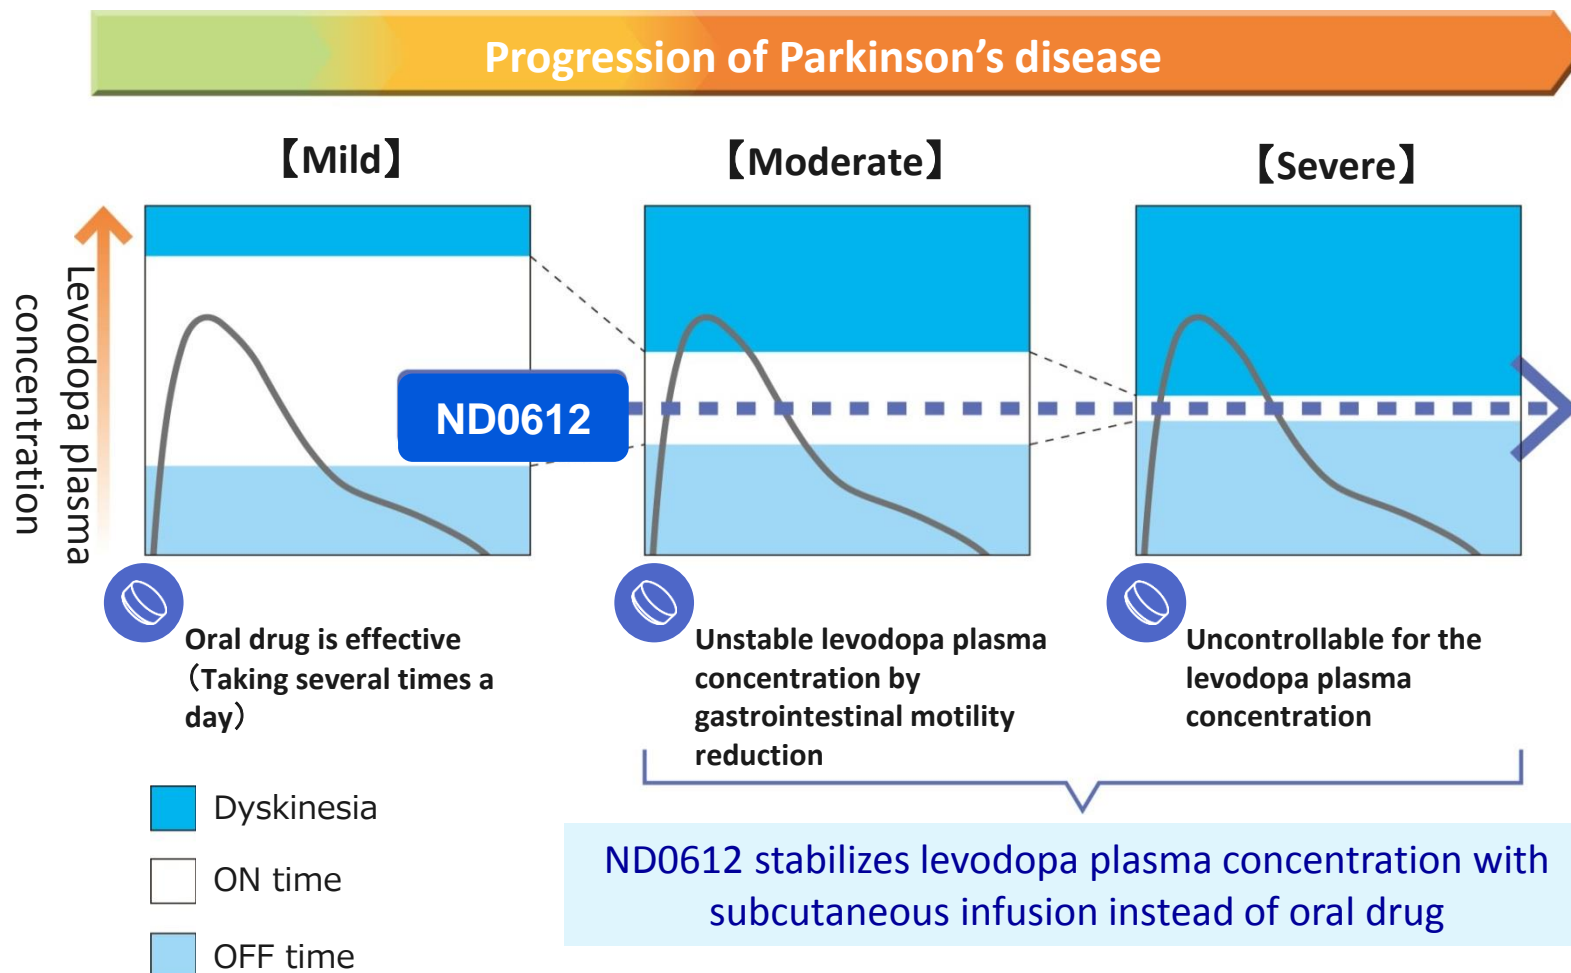 Progression of Parkinson’s disease
【Mild】
【Moderate】
【Severe】
Levodopa plasma
concentration
ND0612
Oral drug is effective
（Taking several times a
day）
Unstable levodopa plasma
concentration by
gastrointestinal motility
reduction
Uncontrollable for the
levodopa plasma
concentration
Dyskinesia
ON time
OFF time
ND0612 stabilizes levodopa plasma concentration with
subcutaneous infusion instead of oral drug